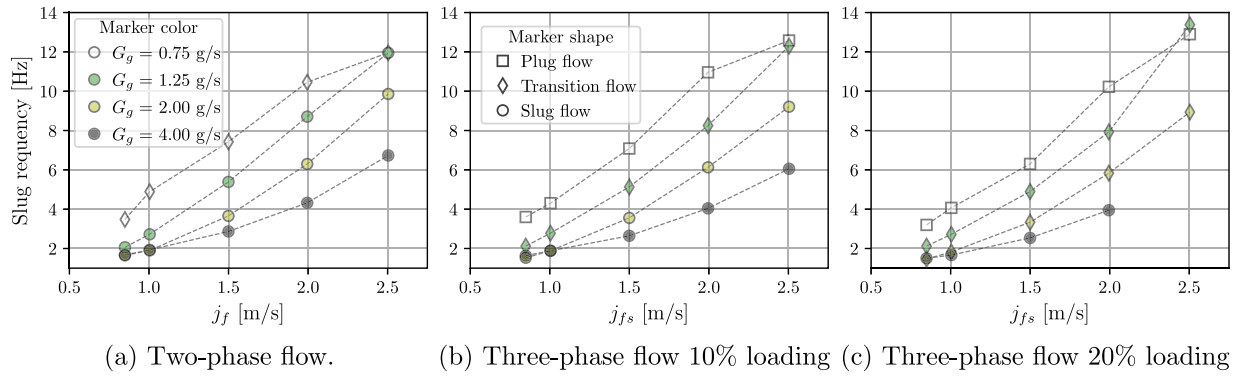 14
12
10
8
6
4
2
Slug requency [Hz]
Marker color
G_g = 0.75 g/s
G_g = 1.25 g/s
G_g = 2.00 g/s
G_g = 4.00 g/s
0.5 1.0 1.5 2.0 2.5
j_f [m/s]
(a) Two-phase flow.
14
12
10
8
6
4
2
Marker shape
Plug flow
Transition flow
Slug flow
0.5 1.0 1.5 2.0 2.5
j_{fs} [m/s]
(b) Three-phase flow 10% loading
14
12
10
8
6
4
2
0.5 1.0 1.5 2.0 2.5
j_{fs} [m/s]
(c) Three-phase flow 20% loading